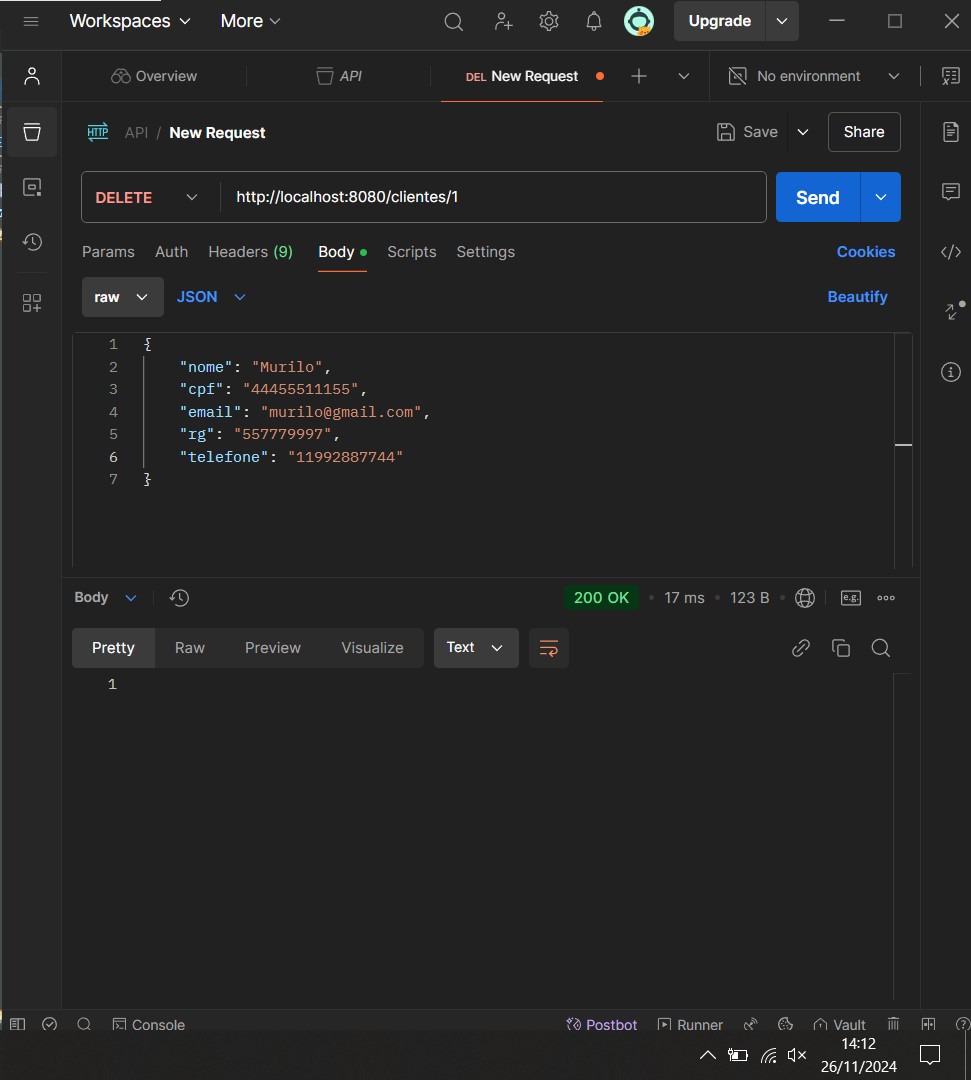 Workspaces More Upgrade
Overview API DEL New Request No environment
HTTP API / New Request Save Share
DELETE http://localhost:8080/clientes/1 Send
Params Auth Headers (9) Body Scripts Settings Cookies
raw JSON Beautify
1 {
2 "nome": "Murilo",
3 "cpf": "44455511155",
4 "email": "murilo@gmail.com",
5 "rg": "557779997",
6 "telefone": "11992887744"
7 }
Body 200 OK • 17 ms • 123 B • e.g.
Pretty Raw Preview Visualize Text
1
Console Postbot Runner Vault
14:12
26/11/2024